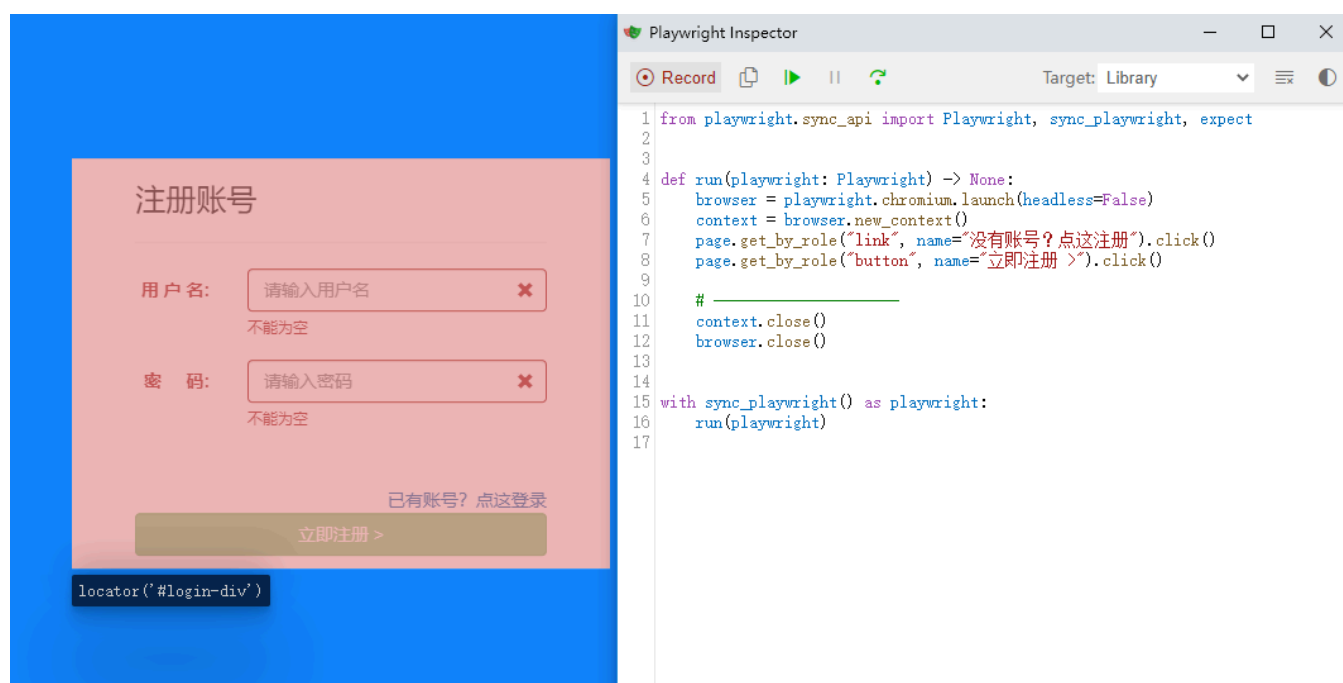 注册账号
用 户 名:
请输入用户名
不能为空
密 码:
请输入密码
不能为空
已有账号? 点这登录
立即注册 >
locator('#login-div')
Playwright Inspector
Record
Target: Library
1 from playwright.sync_api import Playwright, sync_playwright, expect
2
3
4 def run(playwright: Playwright) -> None:
5     browser = playwright.chromium.launch(headless=False)
6     context = browser.new_context()
7     page.get_by_role("link", name="没有账号？点这注册").click()
8     page.get_by_role("button", name="立即注册 >").click()
9
10     # ---------------------
11     context.close()
12     browser.close()
13
14
15 with sync_playwright() as playwright:
16     run(playwright)
17